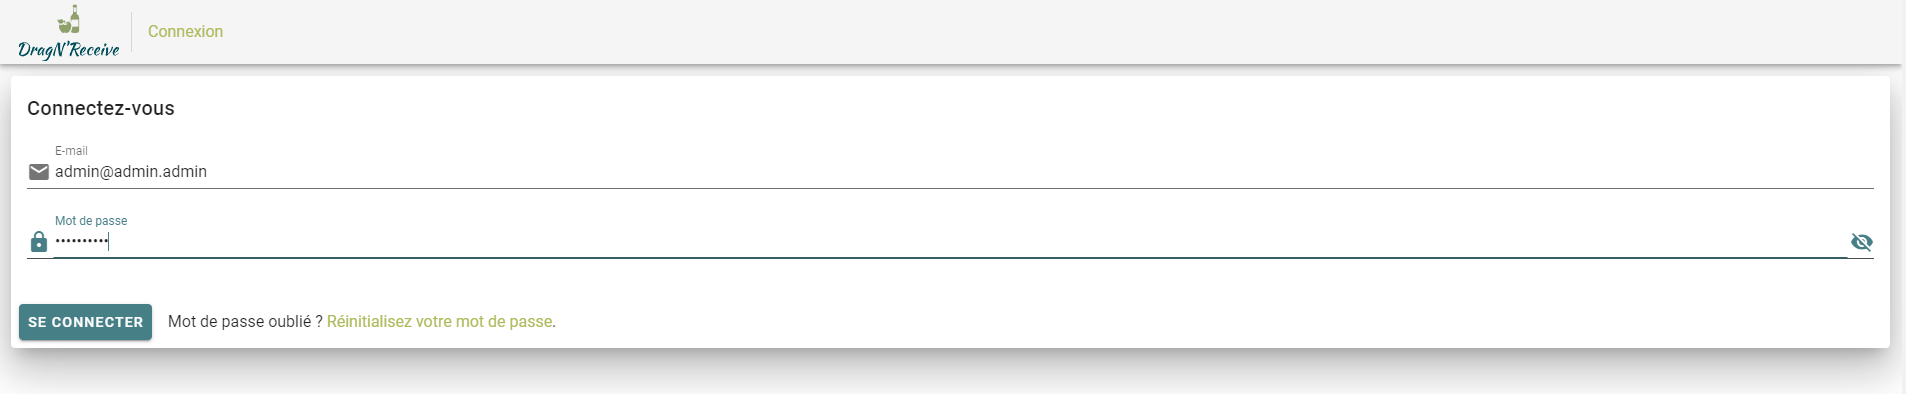 DragN'Receive
Connexion
Connectez-vous
E-mail
admin@admin.admin
Mot de passe
••••••••••
SE CONNECTER
Mot de passe oublié ? Réinitialisez votre mot de passe.